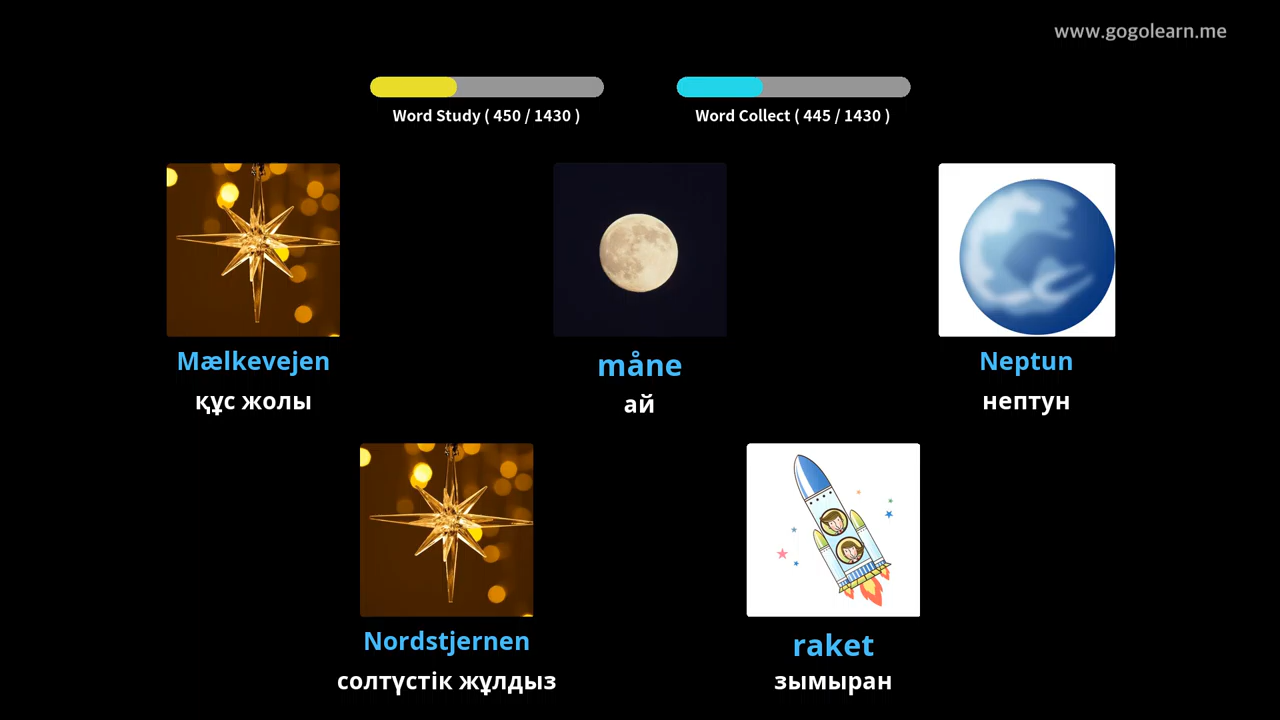 www.gogolearn.me
Word Study ( 450 / 1430 )
Word Collect ( 445 / 1430 )
Mælkevejen
құс жолы
måne
ай
Neptun
нептун
Nordstjernen
солтүстік жұлдыз
raket
зымыран